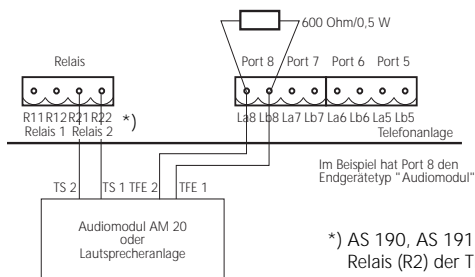 600 Ohm/0,5 W
Relais
Port 8 Port 7 Port 6 Port 5
R11 R12 R21 R22 *)
La8 Lb8 La7 Lb7 La6 Lb6 La5 Lb5
Relais 1 Relais 2
Telefonanlage
Im Beispiel hat Port 8 den
Endgerätetyp "Audiomodul"
TS 2 TS 1 TFE 2 TFE 1
Audiomodul AM 20
oder
Lautsprecheranlage
*) AS 190, AS 191
Relais (R2) der T